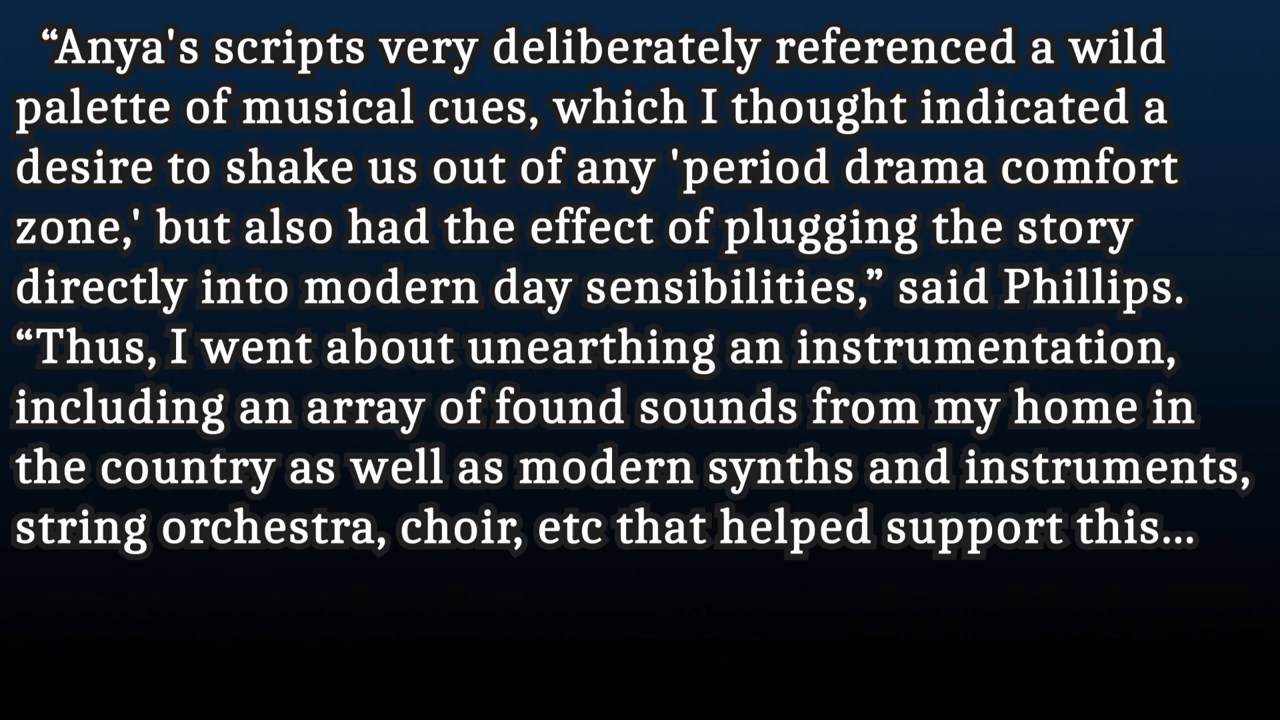 “Anya's scripts very deliberately referenced a wild
palette of musical cues, which I thought indicated a
desire to shake us out of any 'period drama comfort
zone,' but also had the effect of plugging the story
directly into modern day sensibilities,” said Phillips.
“Thus, I went about unearthing an instrumentation,
including an array of found sounds from my home in
the country as well as modern synths and instruments,
string orchestra, choir, etc that helped support this...